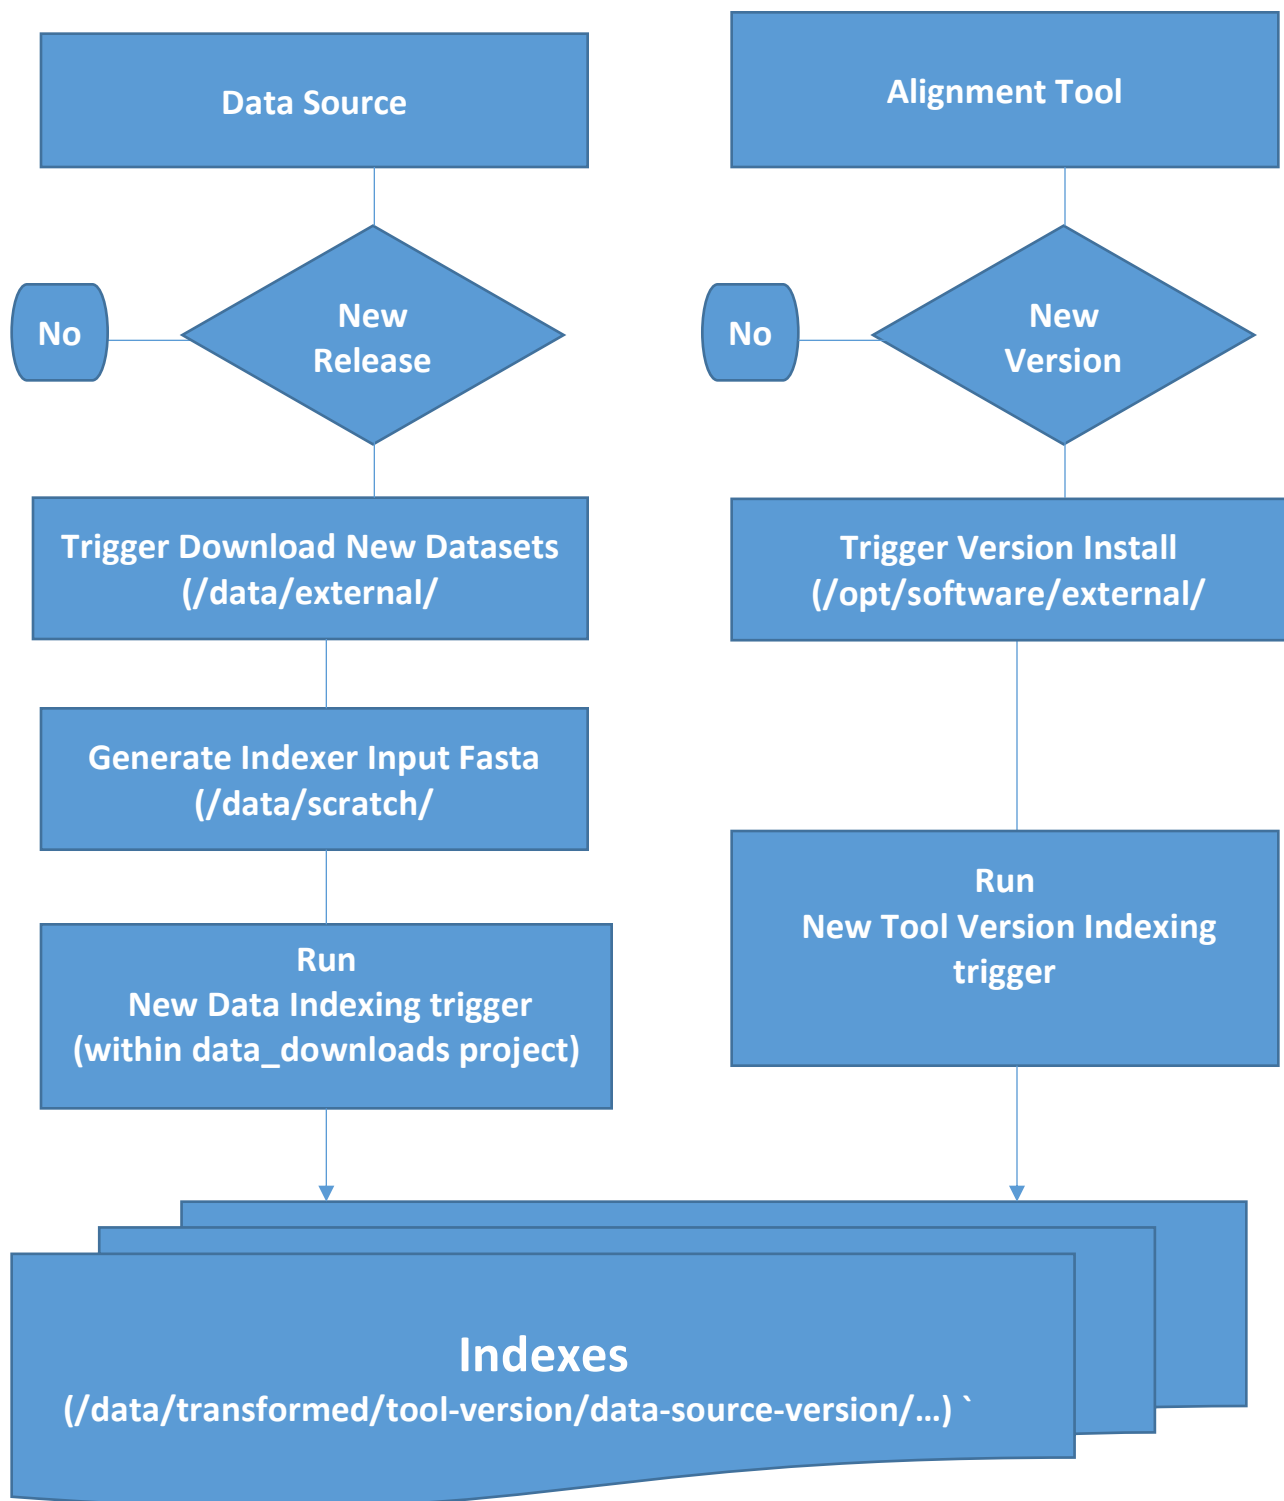 Data Source
New
Release
No
Trigger Download New Datasets
(/data/external/
Generate Indexer Input Fasta
(/data/scratch/
Run
New Data Indexing trigger
(within data_downloads project)
Alignment Tool
New
Version
No
Trigger Version Install
(/opt/software/external/
Run
New Tool Version Indexing
trigger
Indexes
(/data/transformed/tool-version/data-source-version/...) `